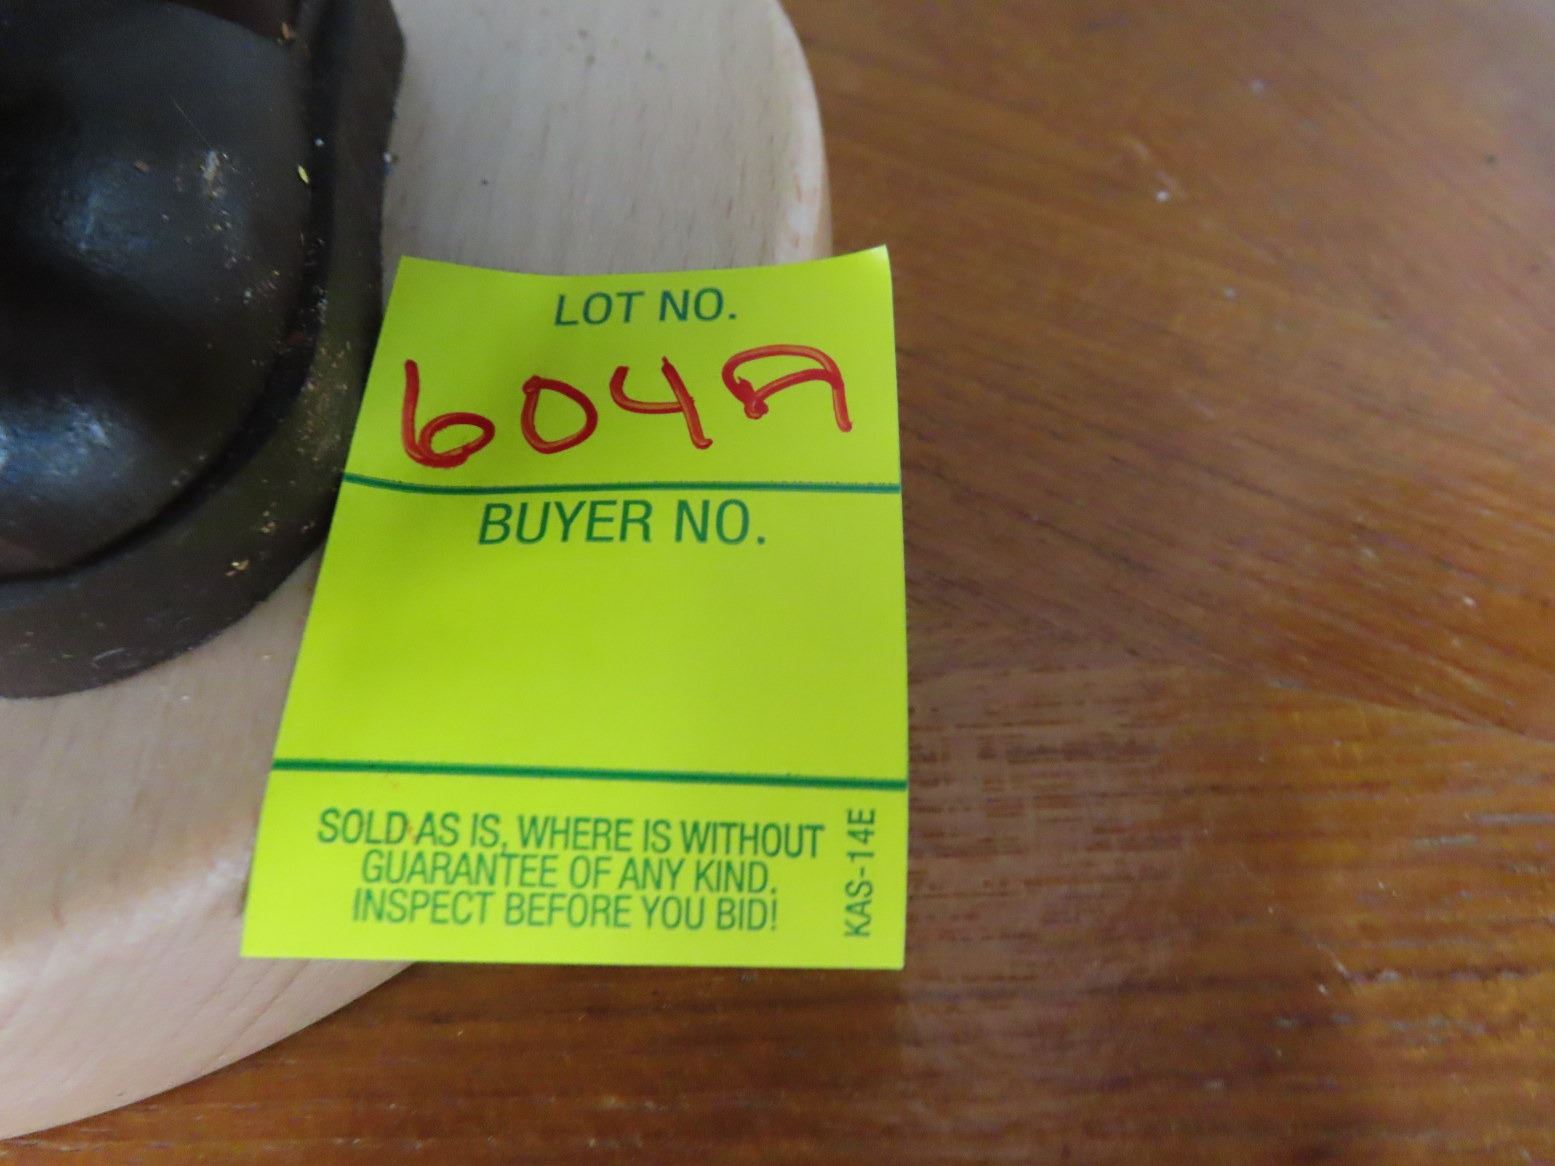 LOT NO.
604A
BUYER NO.
SOLD AS IS, WHERE IS WITHOUT
GUARANTEE OF ANY KIND.
INSPECT BEFORE YOU BID!
KAS-14E